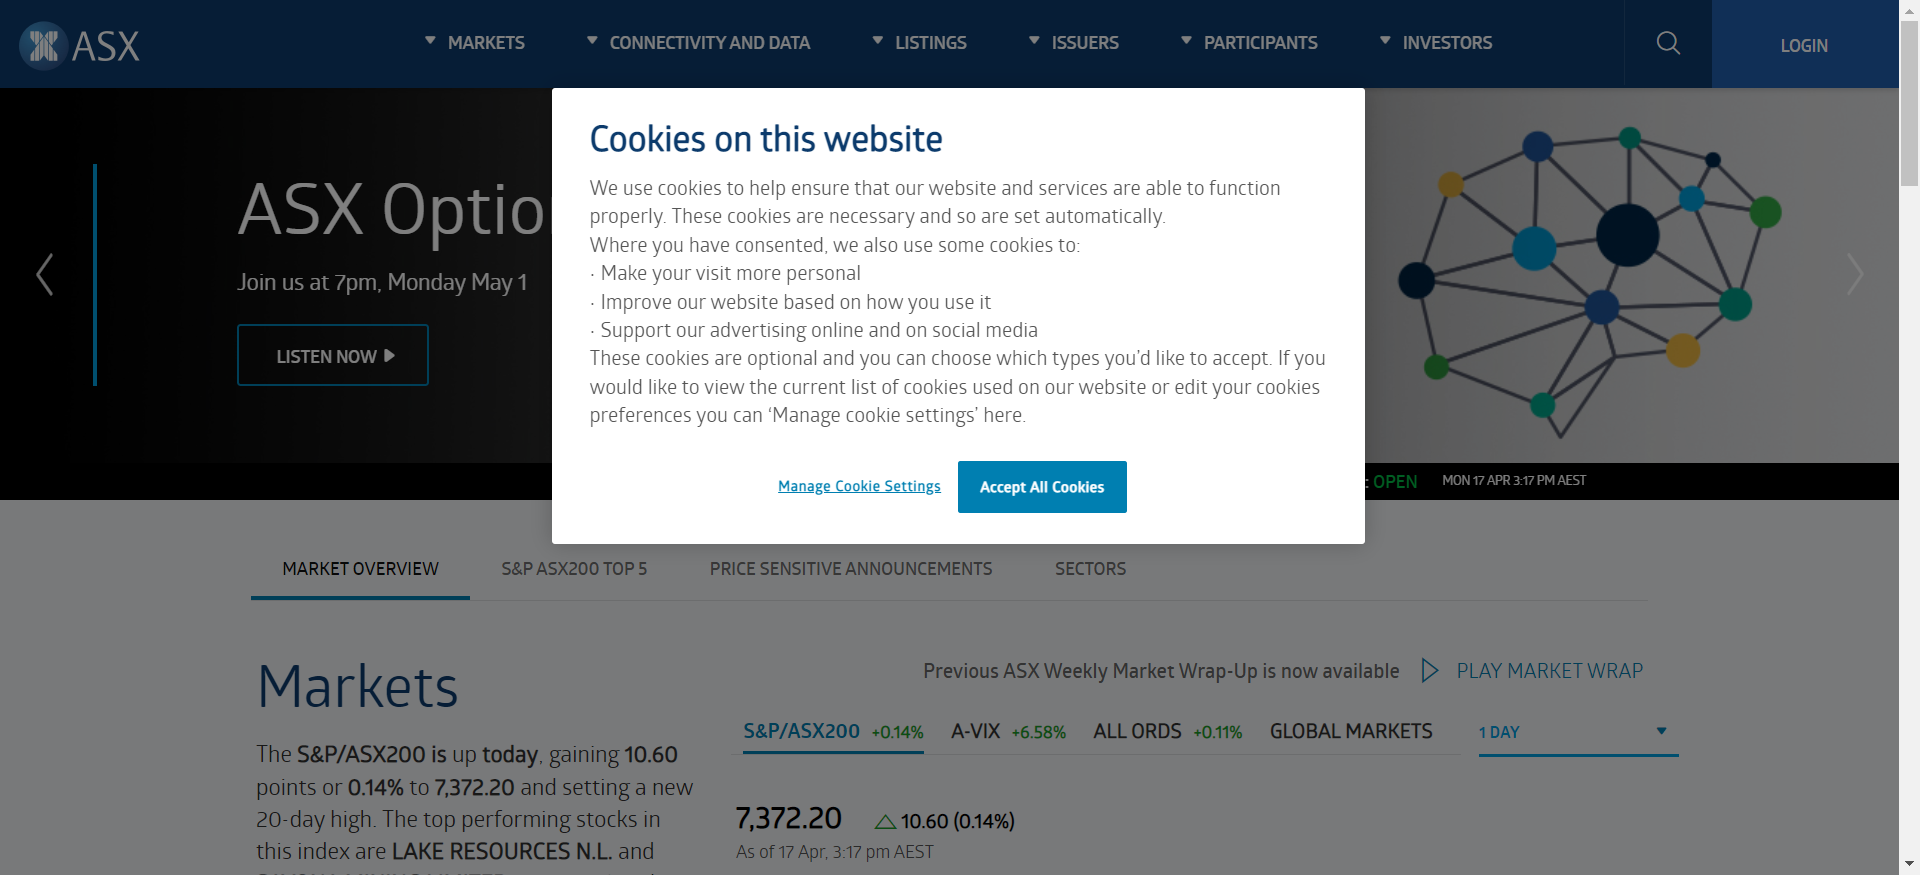 ASX
MARKETS
CONNECTIVITY AND DATA
LISTINGS
ISSUERS
PARTICIPANTS
INVESTORS
LOGIN
ASX Optio
Join us at 7pm, Monday May 1
LISTEN NOW
Cookies on this website
We use cookies to help ensure that our website and services are able to function
properly. These cookies are necessary and so are set automatically.
Where you have consented, we also use some cookies to:
· Make your visit more personal
· Improve our website based on how you use it
· Support our advertising online and on social media
These cookies are optional and you can choose which types you’d like to accept. If you
would like to view the current list of cookies used on our website or edit your cookies
preferences you can ‘Manage cookie settings’ here.
Manage Cookie Settings
Accept All Cookies
: OPEN
MON 17 APR 3:17 PM AEST
MARKET OVERVIEW
S&P ASX200 TOP 5
PRICE SENSITIVE ANNOUNCEMENTS
SECTORS
Markets
Previous ASX Weekly Market Wrap-Up is now available
PLAY MARKET WRAP
S&P/ASX200 +0.14%
A-VIX +6.58%
ALL ORDS +0.11%
GLOBAL MARKETS
1 DAY
The S&P/ASX200 is up today, gaining 10.60
points or 0.14% to 7,372.20 and setting a new
20-day high. The top performing stocks in
this index are LAKE RESOURCES N.L. and
7,372.20
10.60 (0.14%)
As of 17 Apr, 3:17 pm AEST